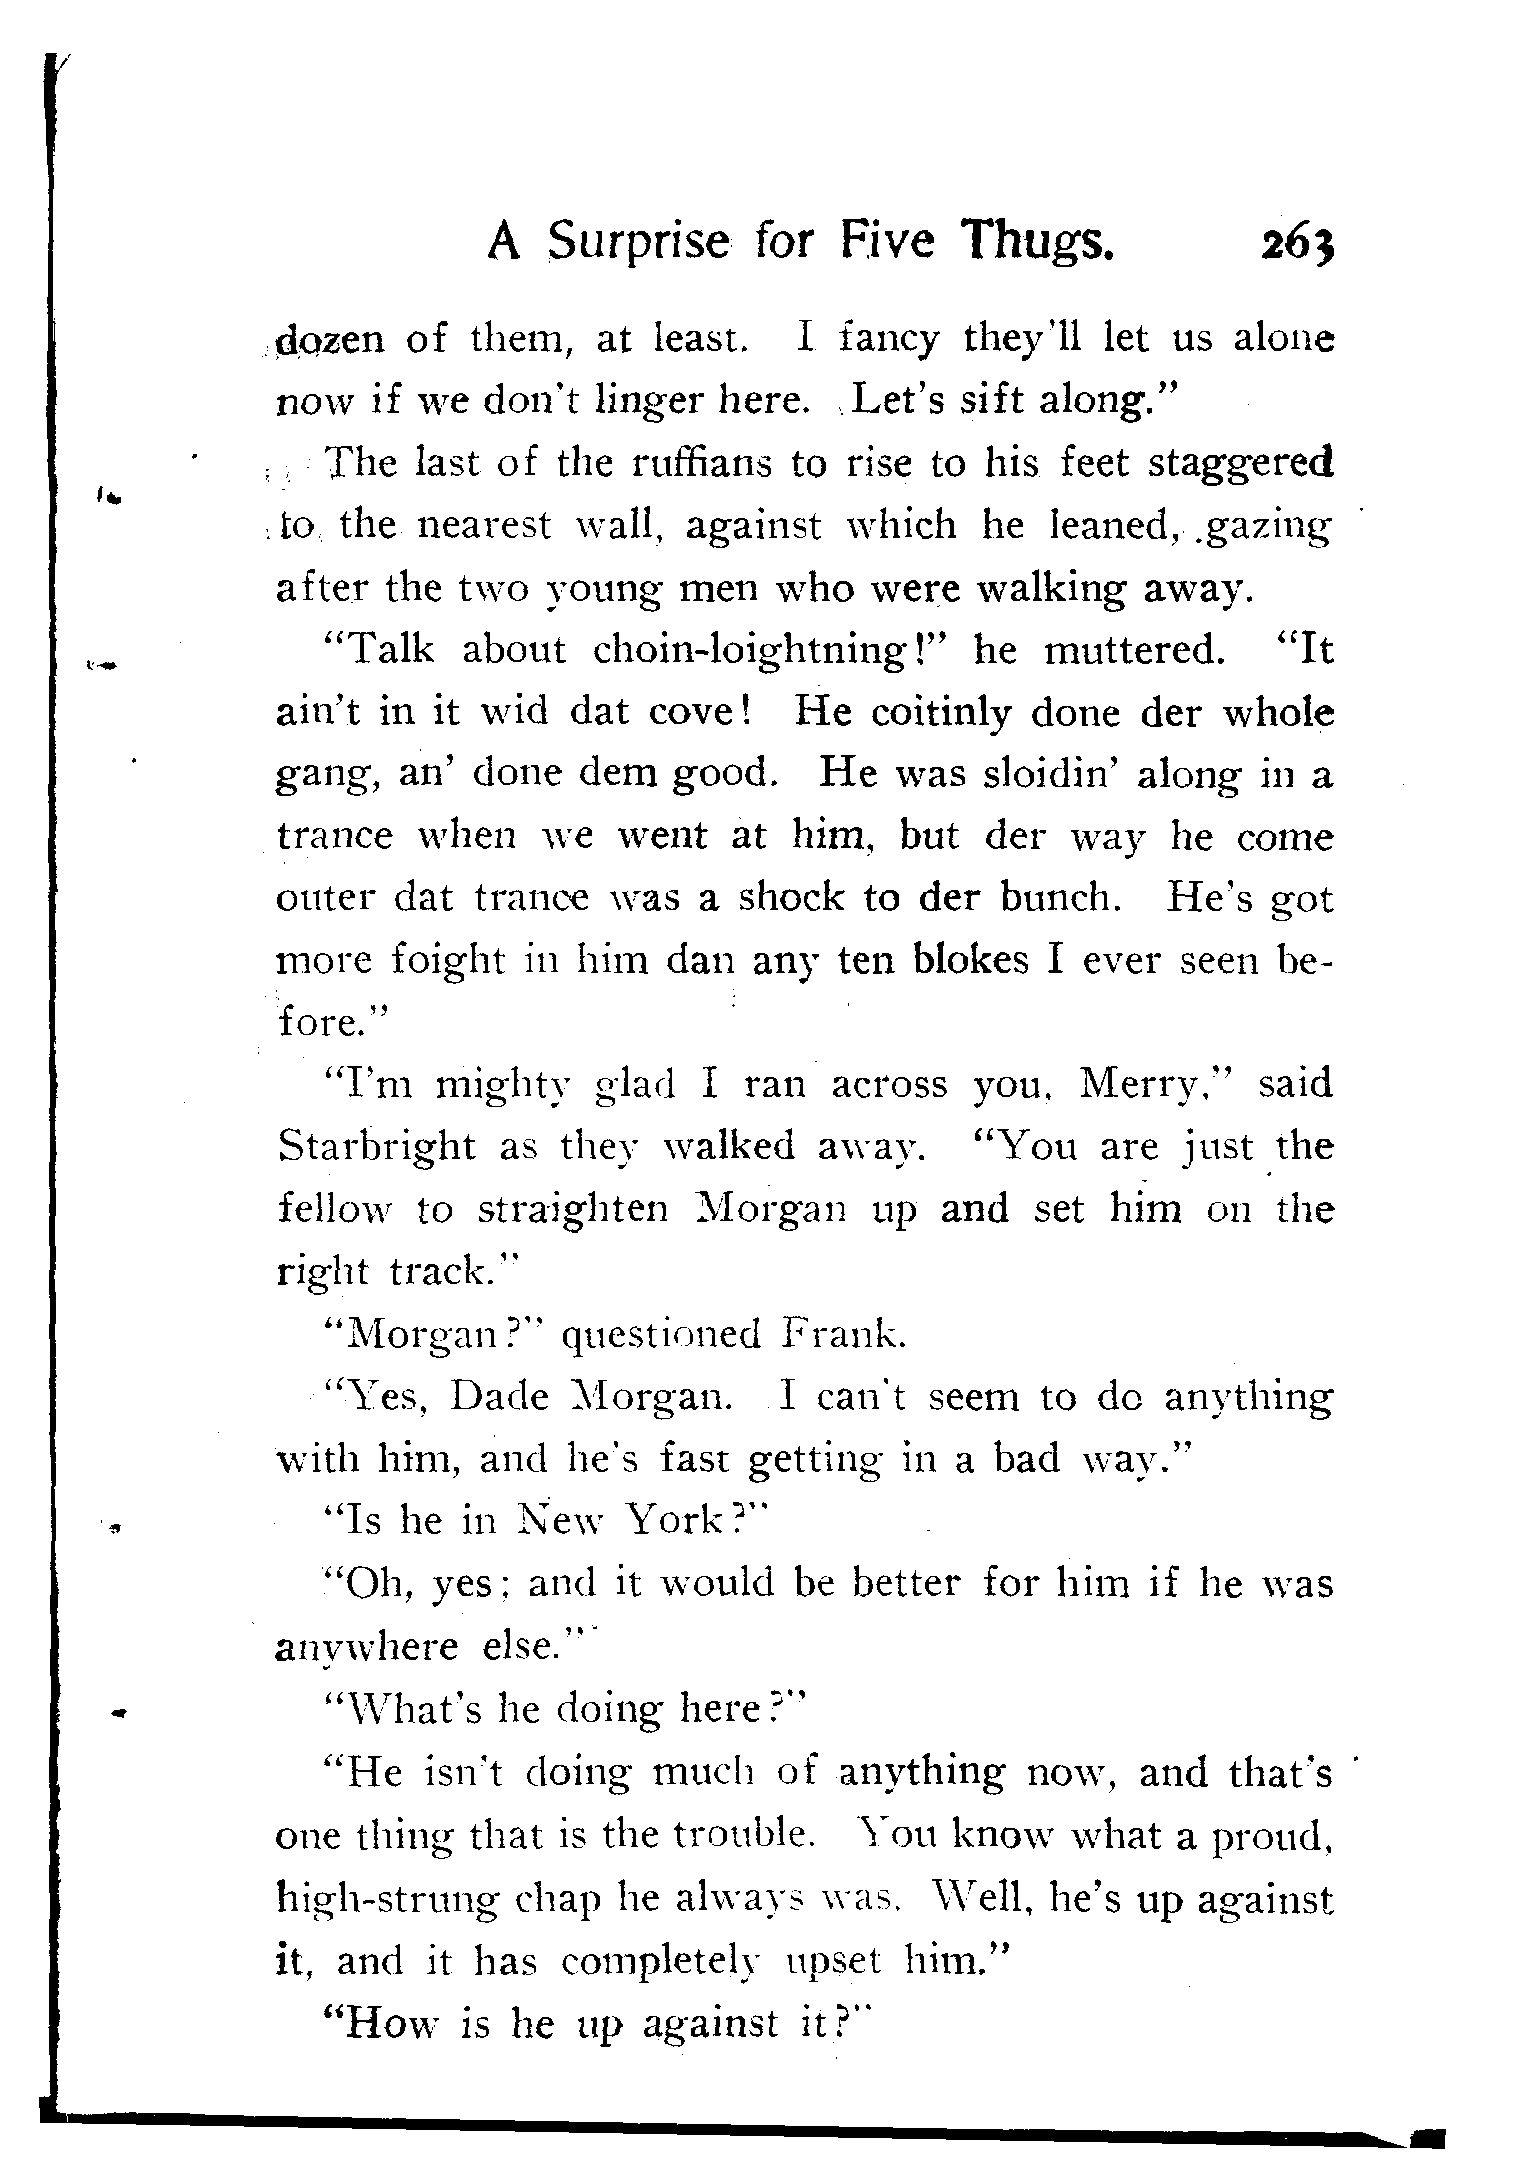 A Surprise for Five Thugs. 263
dozen of them, at least. I fancy they'll let us alone
now if we don't linger here. Let's sift along."
The last of the ruffians to rise to his feet staggered
to the nearest wall, against which he leaned, gazing
after the two young men who were walking away.
"Talk about choin-loightning!" he muttered. "It
ain't in it wid dat cove! He coitinly done der whole
gang, an' done dem good. He was sloidin' along in a
trance when we went at him, but der way he come
outer dat trance was a shock to der bunch. He's got
more foight in him dan any ten blokes I ever seen be-
fore."
"I'm mighty glad I ran across you, Merry," said
Starbright as they walked away. "You are just the
fellow to straighten Morgan up and set him on the
right track."
"Morgan?" questioned Frank.
"Yes, Dade Morgan. I can't seem to do anything
with him, and he's fast getting in a bad way."
"Is he in New York?"
"Oh, yes; and it would be better for him if he was
anywhere else."
"What's he doing here?"
"He isn't doing much of anything now, and that's
one thing that is the trouble. You know what a proud,
high-strung chap he always was. Well, he's up against
it, and it has completely upset him."
"How is he up against it?"